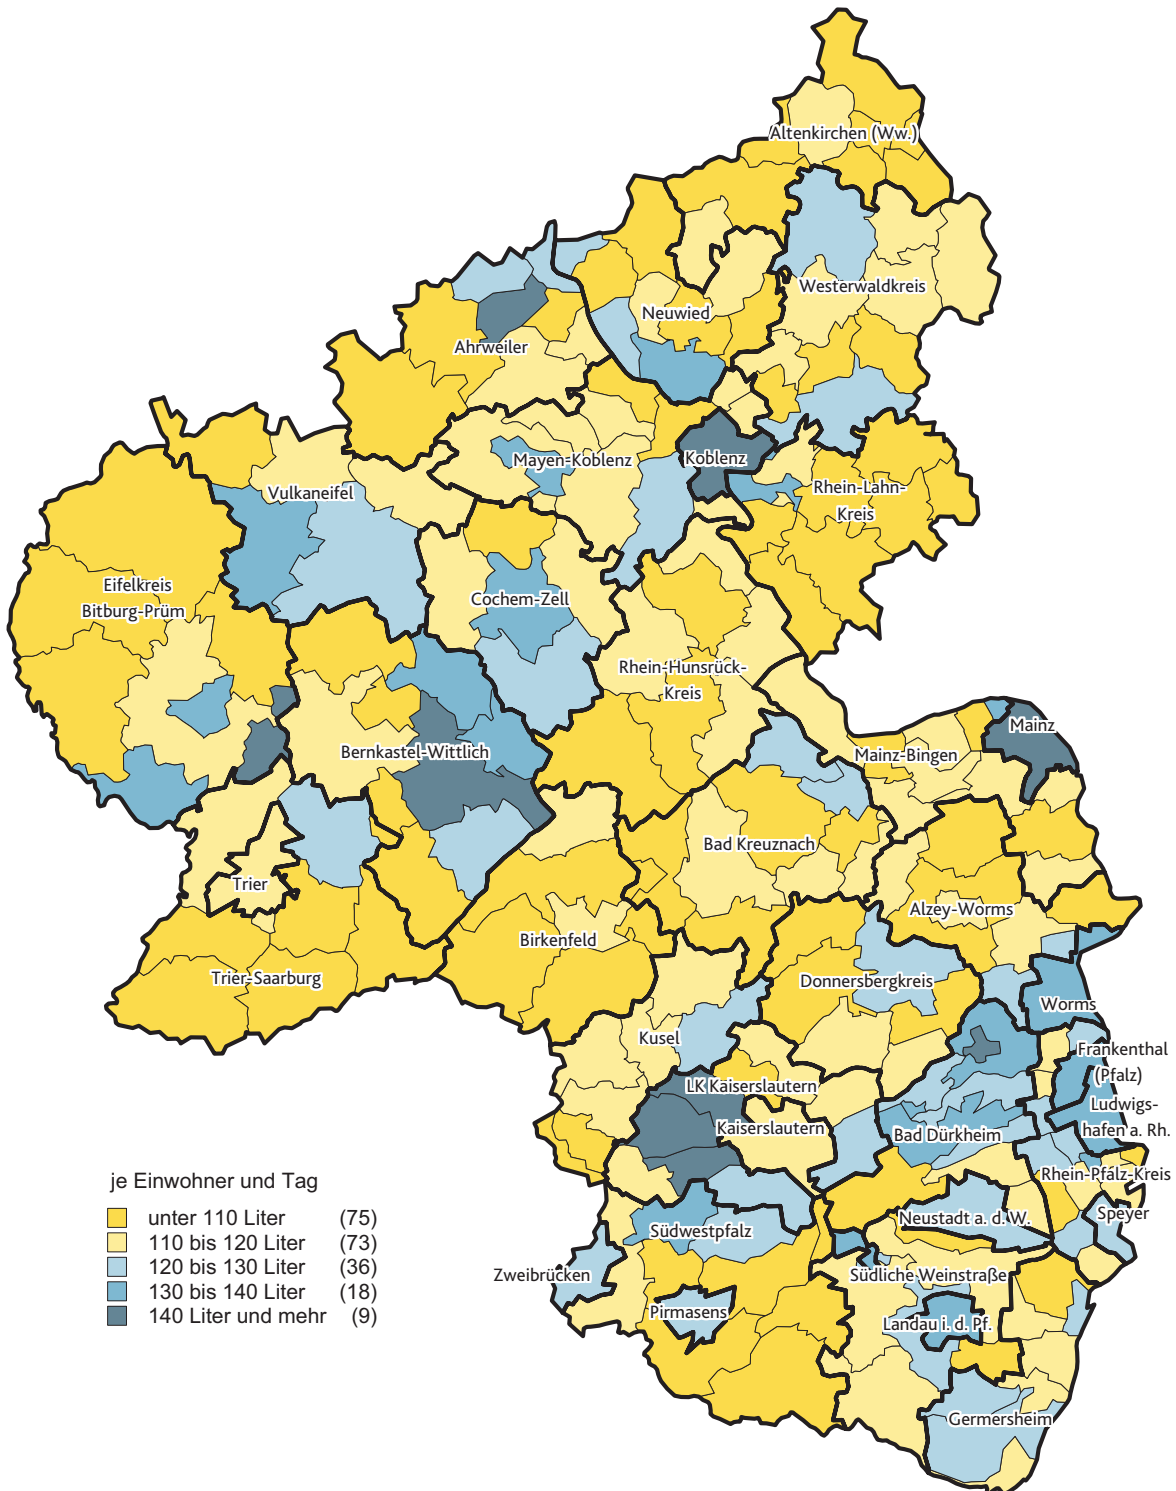 Altenkirchen (Ww.)
Westerwaldkreis
Neuwied
Ahrweiler
Mayen-Koblenz
Koblenz
Vulkaneifel
Rhein-Lahn-
Kreis
Eifelkreis
Bitburg-Prüm
Cochem-Zell
Rhein-Hunsrück-
Kreis
Mainz
Bernkastel-Wittlich
Mainz-Bingen
Bad Kreuznach
Trier
Alzey-Worms
Birkenfeld
Trier-Saarburg
Donnersbergkreis
Worms
Kusel
Frankenthal
(Pfalz)
LK Kaiserslautern
Ludwigs-
hafen a. Rh.
Kaiserslautern
Bad Dürkheim
Rhein-Pfalz-Kreis
Speyer
Neustadt a. d. W.
Südwestpfalz
Zweibrücken
Südliche Weinstraße
Pirmasens
Landau i. d. Pf.
Germersheim
je Einwohner und Tag
unter 110 Liter (75)
110 bis 120 Liter (73)
120 bis 130 Liter (36)
130 bis 140 Liter (18)
140 Liter und mehr (9)